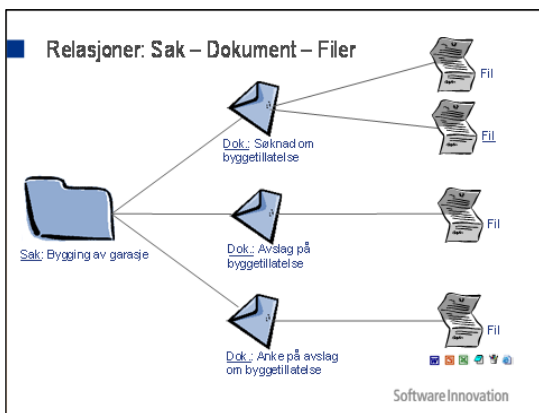 Relasjoner: Sak – Dokument – Filer
Fil
Fil
Dok.: Søknad om
byggetillatelse
Sak: Bygging av garasje
Dok.: Avslag på
byggetillatelse
Fil
Dok.: Anke på avslag
om byggetillatelse
Fil
Software Innovation